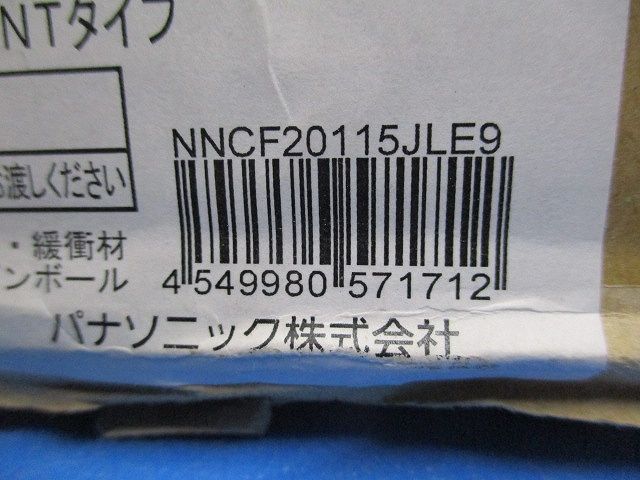 NTタイプ
NNCF20115JLE9
お渡しください
・緩衝材
ンボール
4 549980 571712
パナソニック株式会社